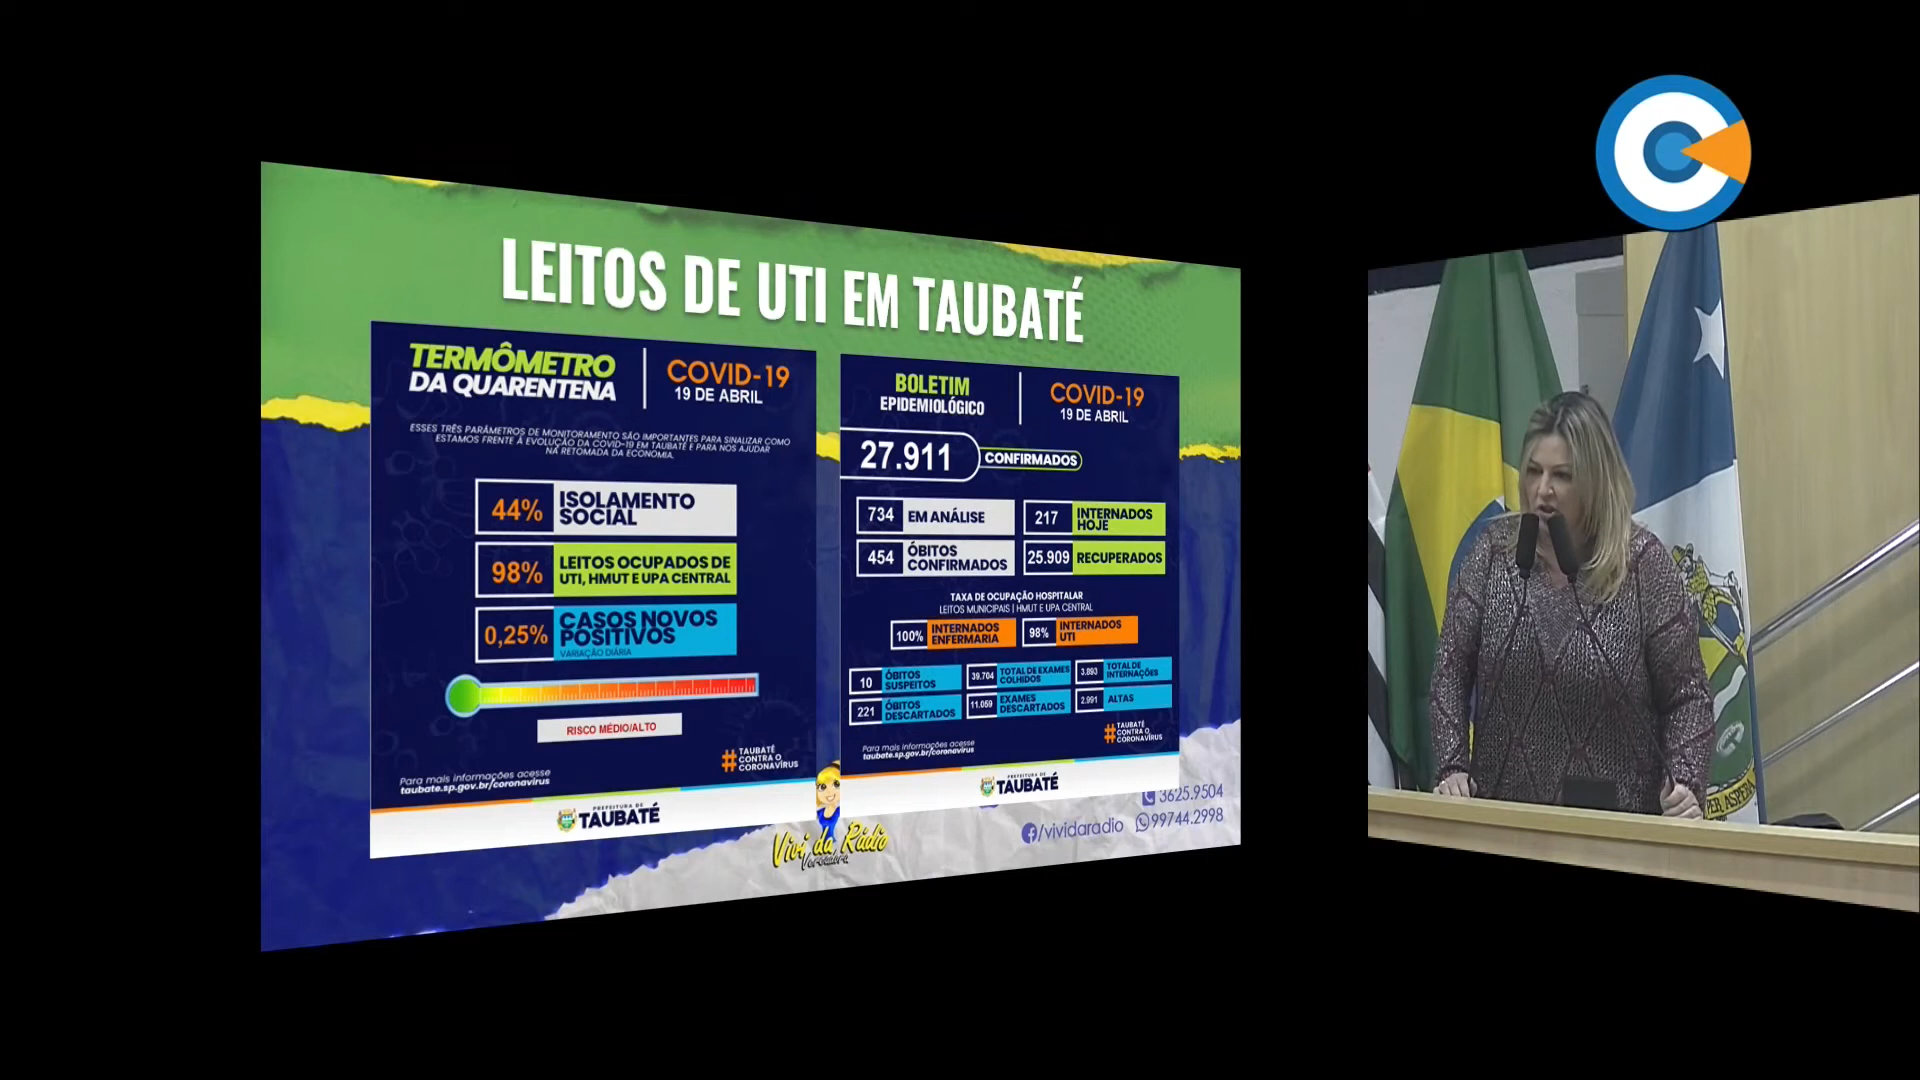 LEITOS DE UTI EM TAUBATÉ
TERMÔMETRO
DA QUARENTENA
COVID-19
19 DE ABRIL
ESSES TRÊS PARÂMETROS DE MONITORAMENTO SÃO IMPORTANTES PARA SINALIZAR COMO
ESTAMOS FRENTE À EVOLUÇÃO DA COVID-19 EM TAUBATÉ E PARA NOS AJUDAR
NA RETOMADA DA ECONOMIA.
44%
ISOLAMENTO
SOCIAL
98%
LEITOS OCUPADOS DE
UTI, HMUT E UPA CENTRAL
0,25%
CASOS NOVOS
POSITIVOS
VARIAÇÃO DIÁRIA
RISCO MÉDIO/ALTO
#TAUBATÉ
CONTRA O
CORONAVÍRUS
Para mais informações acesse
taubate.sp.gov.br/coronavirus
PREFEITURA DE
TAUBATÉ
BOLETIM
EPIDEMIOLÓGICO
COVID-19
19 DE ABRIL
27.911 CONFIRMADOS
734 EM ANÁLISE
217 INTERNADOS
HOJE
454 ÓBITOS
CONFIRMADOS
25.909 RECUPERADOS
TAXA DE OCUPAÇÃO HOSPITALAR
LEITOS MUNICIPAIS | HMUT E UPA CENTRAL
100% INTERNADOS
ENFERMARIA
98% INTERNADOS
UTI
10 ÓBITOS
SUSPEITOS
39.704 TOTAL DE EXAMES
COLHIDOS
3.893 TOTAL DE
INTERNAÇÕES
221 ÓBITOS
DESCARTADOS
11.059 EXAMES
DESCARTADOS
2.991 ALTAS
#TAUBATÉ
CONTRA O
CORONAVÍRUS
Para mais informações acesse
taubate.sp.gov.br/coronavirus
PREFEITURA DE
TAUBATÉ
Vivi da Rádio
Vereadora
3625.9504
/vividaradio 99744.2998
PER ASPERA